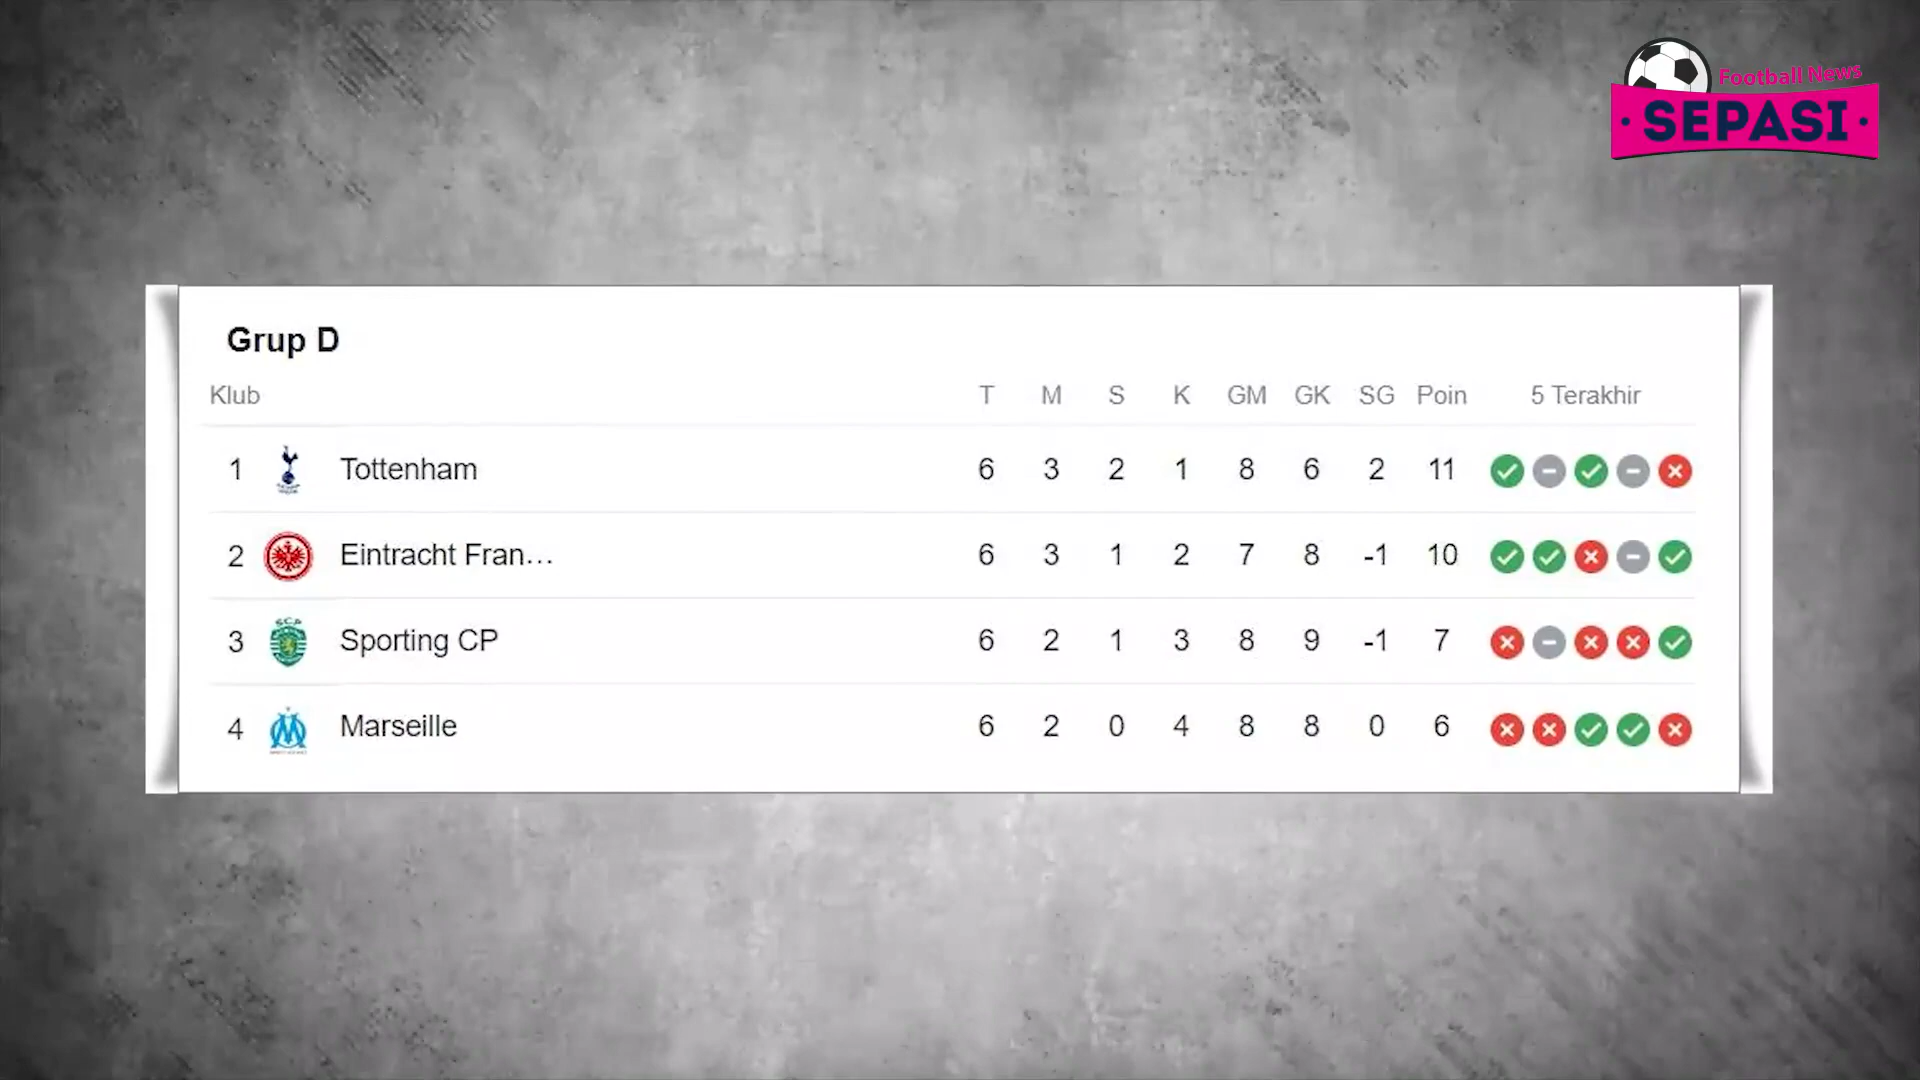 Football News
· SEPASI ·
Grup D
Klub T M S K GM GK SG Poin 5 Terakhir
1 Tottenham 6 3 2 1 8 6 2 11
2 Eintracht Fran... 6 3 1 2 7 8 -1 10
3 Sporting CP 6 2 1 3 8 9 -1 7
4 Marseille 6 2 0 4 8 8 0 6